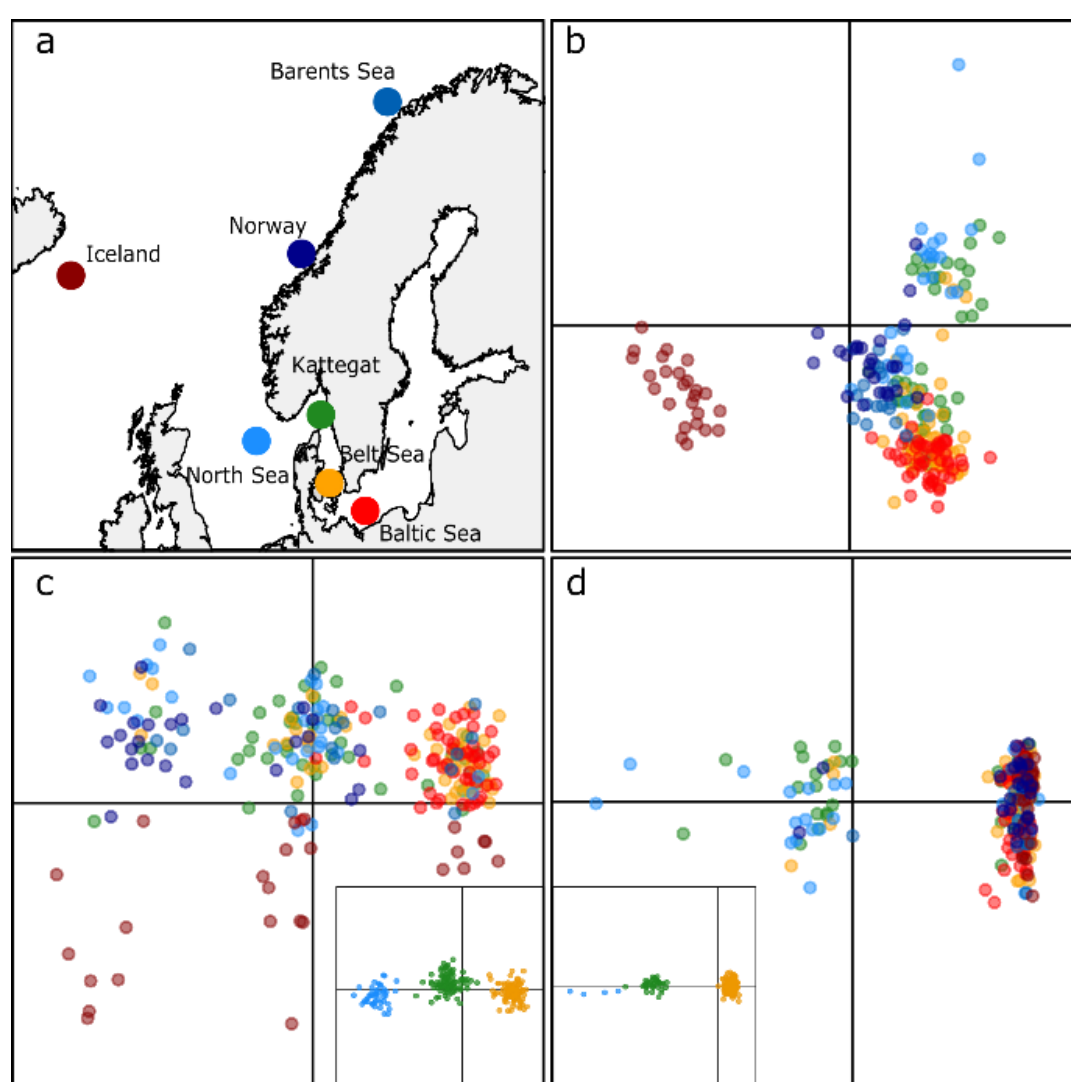 a
Barents Sea
Norway
Iceland
Kattegat
North Sea
Belt Sea
Baltic Sea
b
c
d